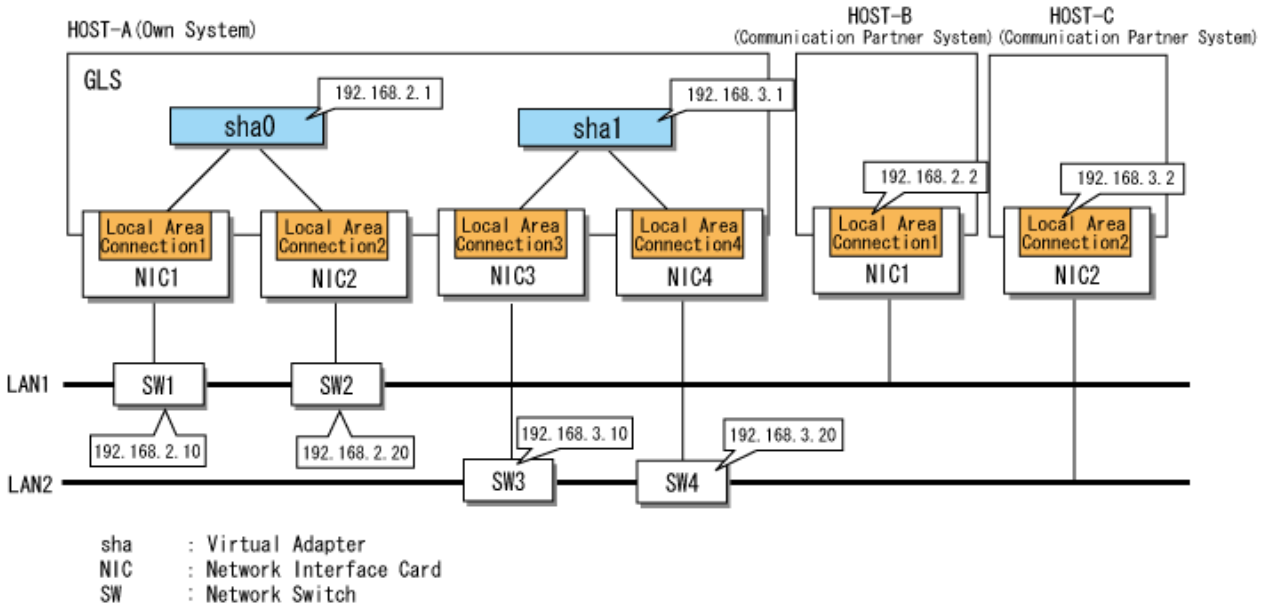 HOST-A(Own System)
HOST-B
(Communication Partner System)
HOST-C
(Communication Partner System)
GLS
192.168.2.1
sha0
192.168.3.1
sha1
192.168.2.2
192.168.3.2
Local Area
Connection1
NIC1
Local Area
Connection2
NIC2
Local Area
Connection3
NIC3
Local Area
Connection4
NIC4
Local Area
Connection1
NIC1
Local Area
Connection2
NIC2
LAN1
SW1
SW2
192.168.2.10
192.168.2.20
192.168.3.10
192.168.3.20
LAN2
SW3
SW4
sha : Virtual Adapter
NIC : Network Interface Card
SW : Network Switch